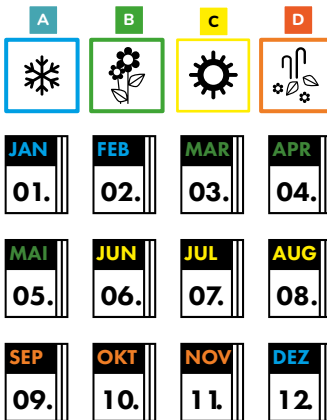 A B C D
JAN FEB MAR APR
01. 02. 03. 04.
MAI JUN JUL AUG
05. 06. 07. 08.
SEP OKT NOV DEZ
09. 10. 11. 12